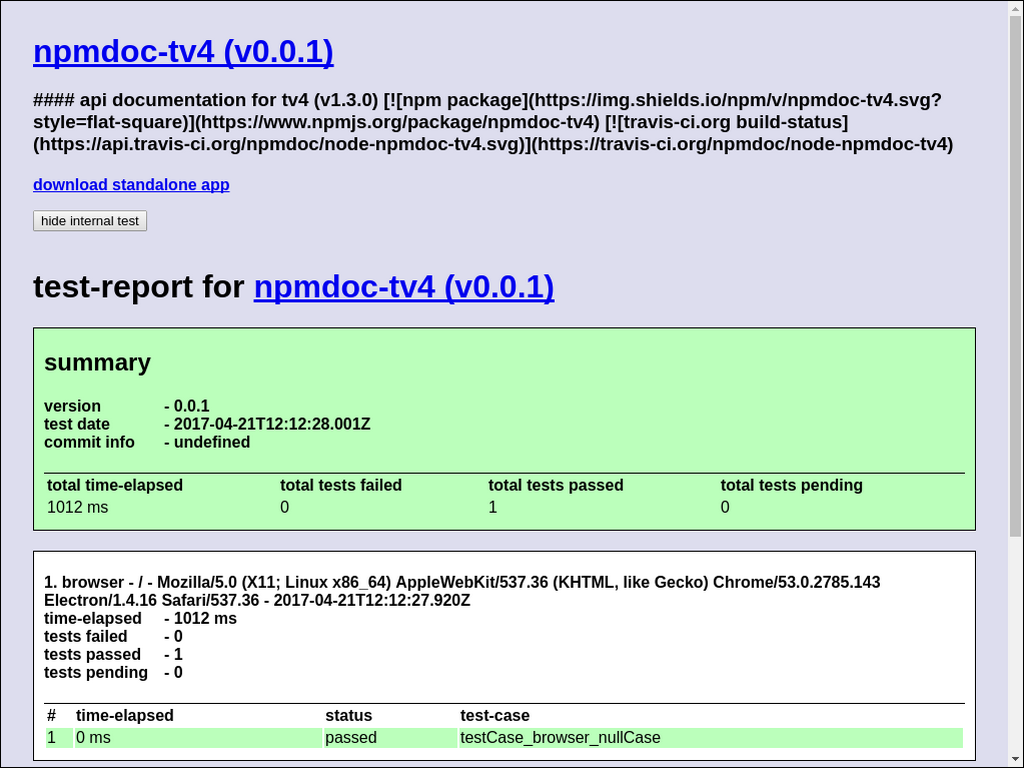 npmdoc-tv4 (v0.0.1)
#### api documentation for tv4 (v1.3.0) [![npm package](https://img.shields.io/npm/v/npmdoc-tv4.svg?
style=flat-square)](https://www.npmjs.org/package/npmdoc-tv4) [![travis-ci.org build-status]
(https://api.travis-ci.org/npmdoc/node-npmdoc-tv4.svg)](https://travis-ci.org/npmdoc/node-npmdoc-tv4)
download standalone app
hide internal test
test-report for npmdoc-tv4 (v0.0.1)
summary
version - 0.0.1
test date - 2017-04-21T12:12:28.001Z
commit info - undefined
total time-elapsed total tests failed total tests passed total tests pending
1012 ms 0 1 0
1. browser - / - Mozilla/5.0 (X11; Linux x86_64) AppleWebKit/537.36 (KHTML, like Gecko) Chrome/53.0.2785.143
Electron/1.4.16 Safari/537.36 - 2017-04-21T12:12:27.920Z
time-elapsed - 1012 ms
tests failed - 0
tests passed - 1
tests pending - 0
# time-elapsed status test-case
1 0 ms passed testCase_browser_nullCase